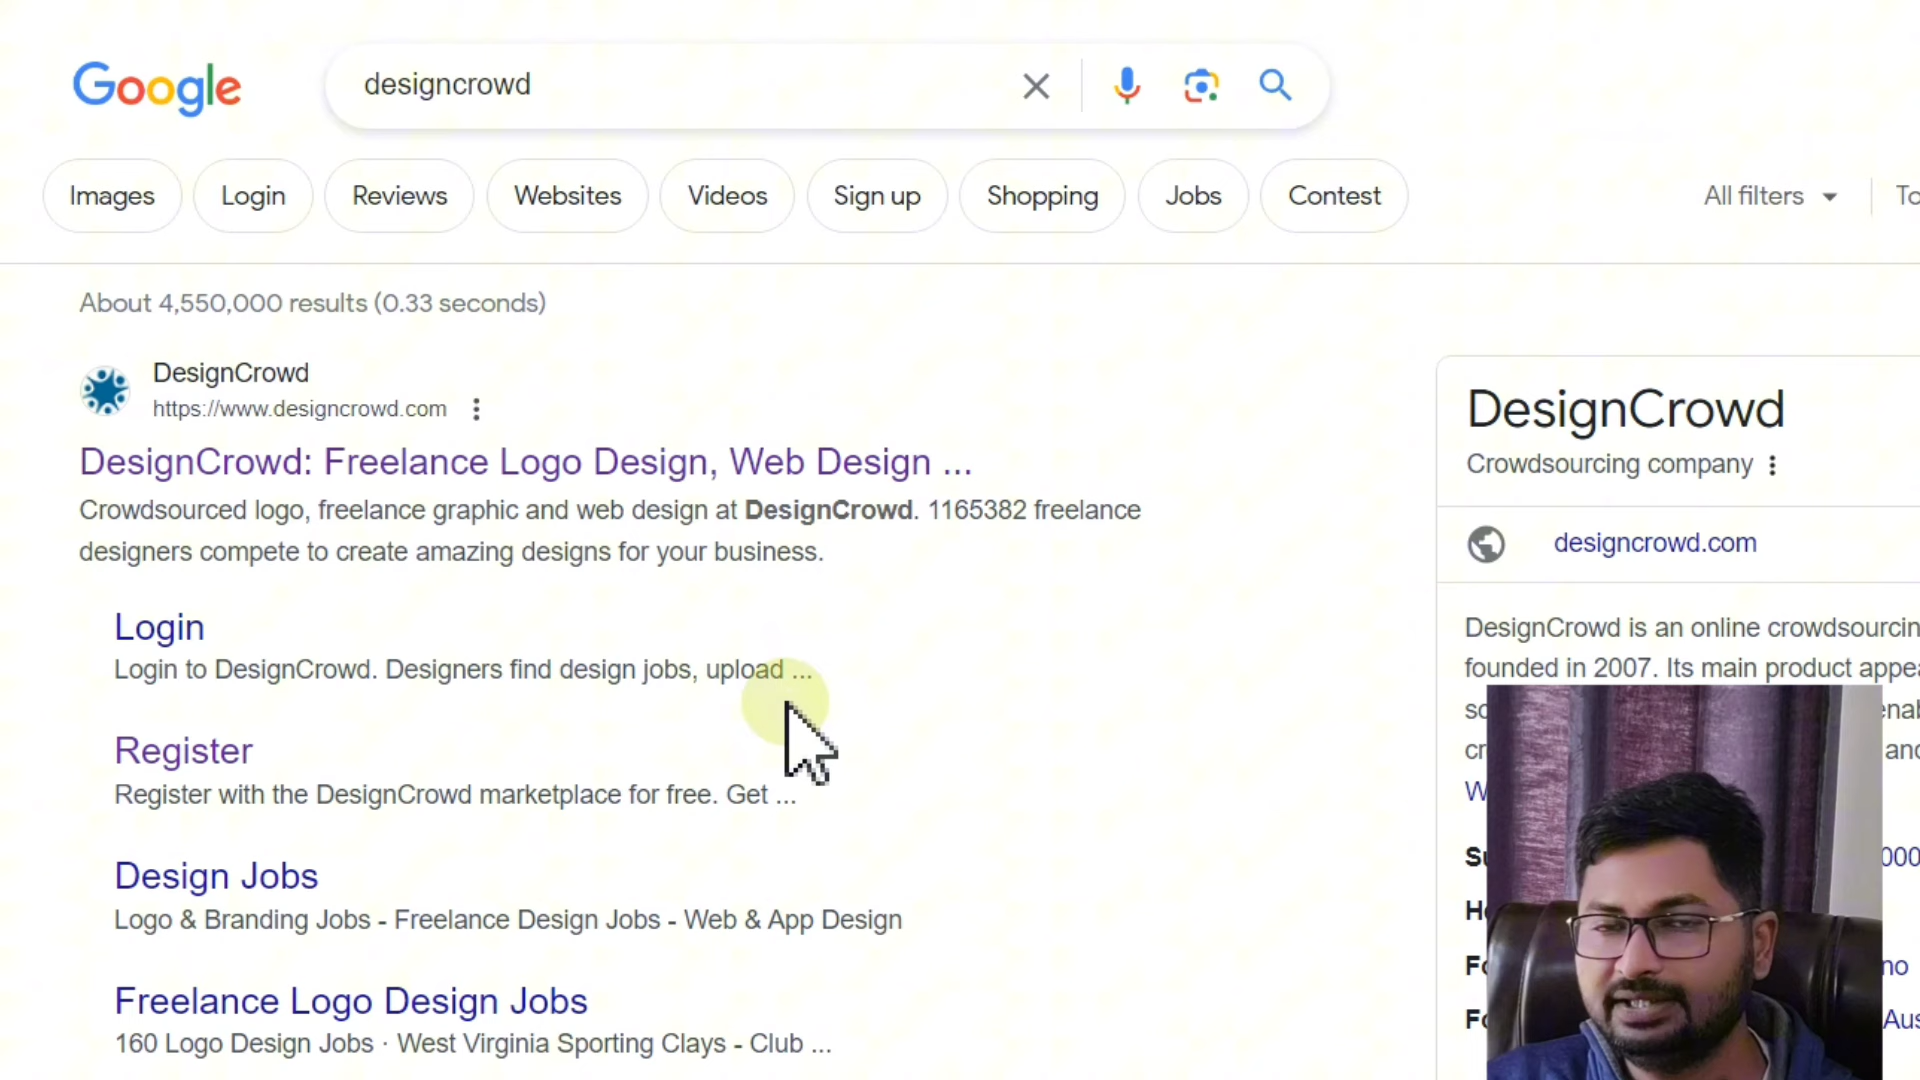 Google
designcrowd
Images
Login
Reviews
Websites
Videos
Sign up
Shopping
Jobs
Contest
All filters
About 4,550,000 results (0.33 seconds)
DesignCrowd
https://www.designcrowd.com
DesignCrowd: Freelance Logo Design, Web Design ...
Crowdsourced logo, freelance graphic and web design at DesignCrowd. 1165382 freelance
designers compete to create amazing designs for your business.
Login
Login to DesignCrowd. Designers find design jobs, upload ...
Register
Register with the DesignCrowd marketplace for free. Get ...
Design Jobs
Logo & Branding Jobs - Freelance Design Jobs - Web & App Design
Freelance Logo Design Jobs
160 Logo Design Jobs · West Virginia Sporting Clays - Club ...
DesignCrowd
Crowdsourcing company
designcrowd.com
DesignCrowd is an online crowdsourcin
founded in 2007. Its main product appea